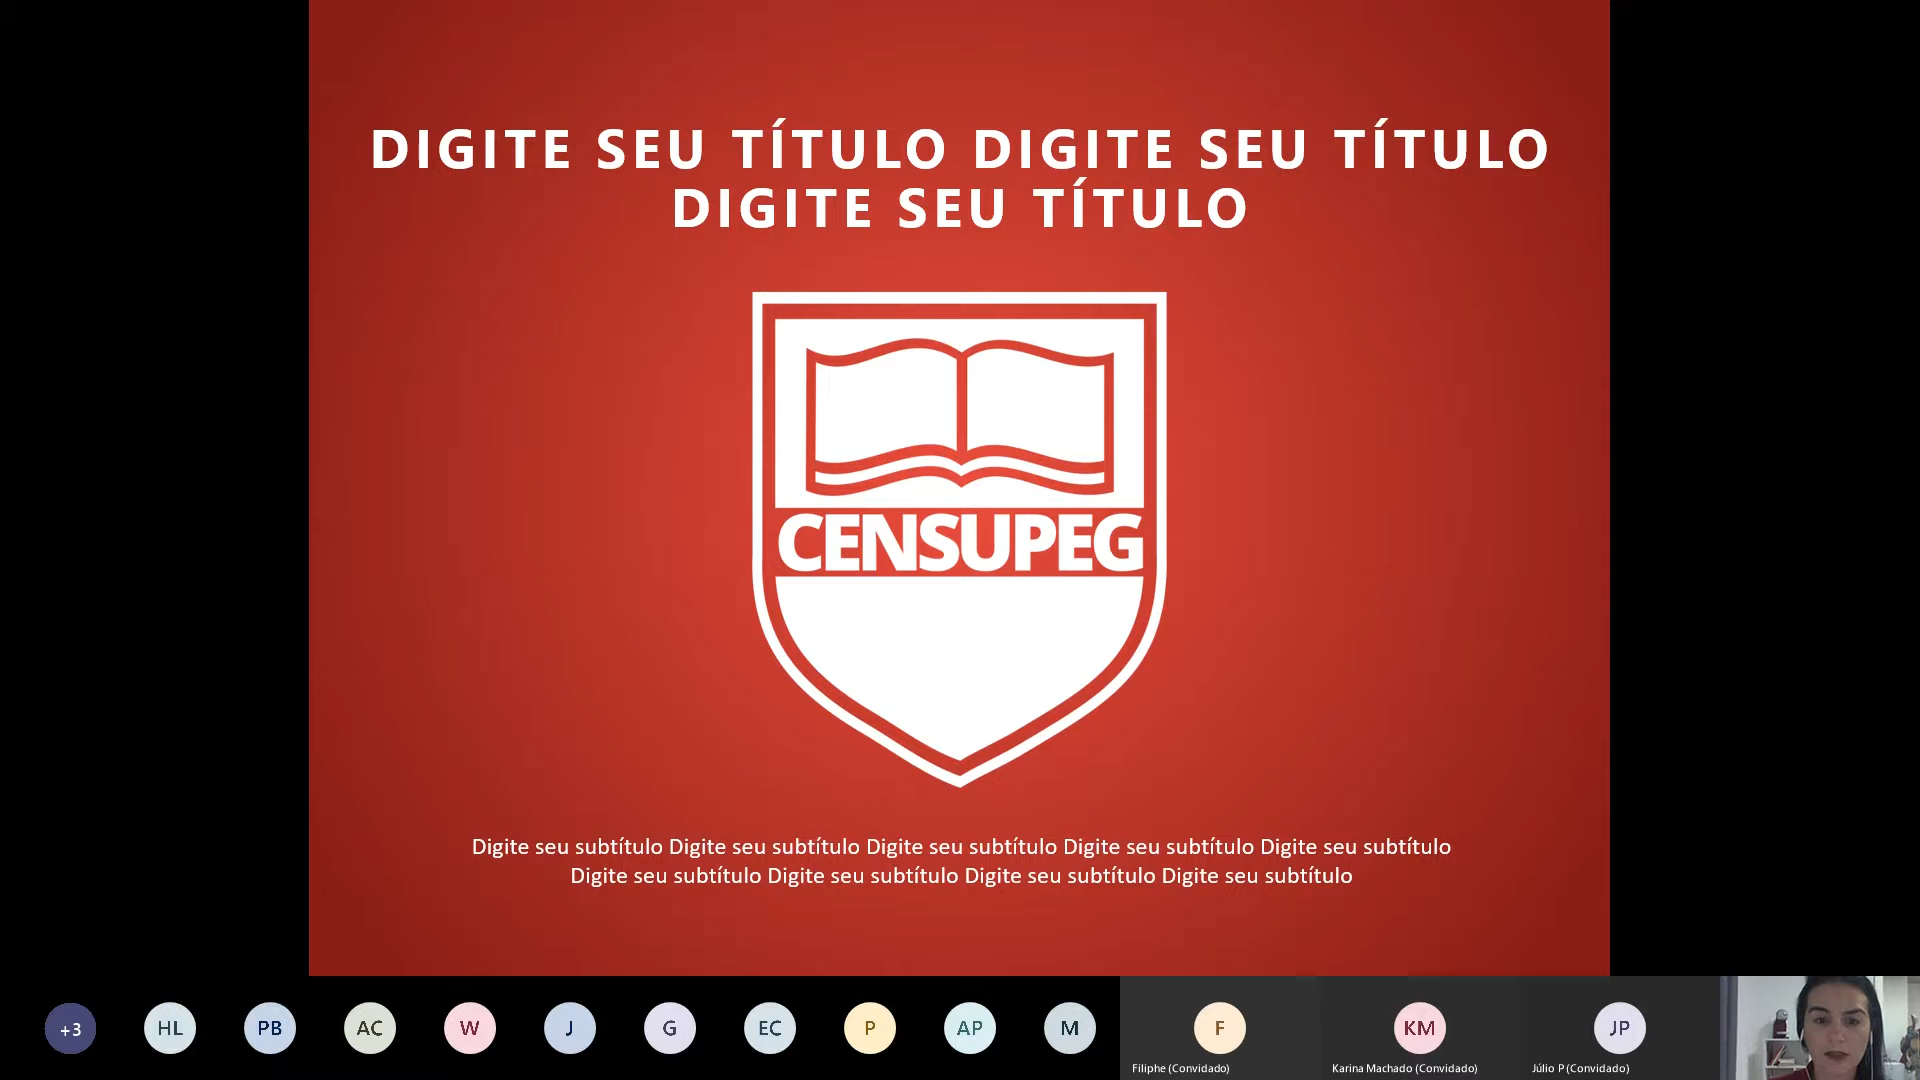 DIGITE SEU TÍTULO DIGITE SEU TÍTULO
DIGITE SEU TÍTULO
CENSUPEG
Digite seu subtítulo Digite seu subtítulo Digite seu subtítulo Digite seu subtítulo Digite seu subtítulo
Digite seu subtítulo Digite seu subtítulo Digite seu subtítulo Digite seu subtítulo
+3 HL PB AC W J G EC P AP M F KM JP
Filiphe (Convidado) Karina Machado (Convidado) Júlio P (Convidado)